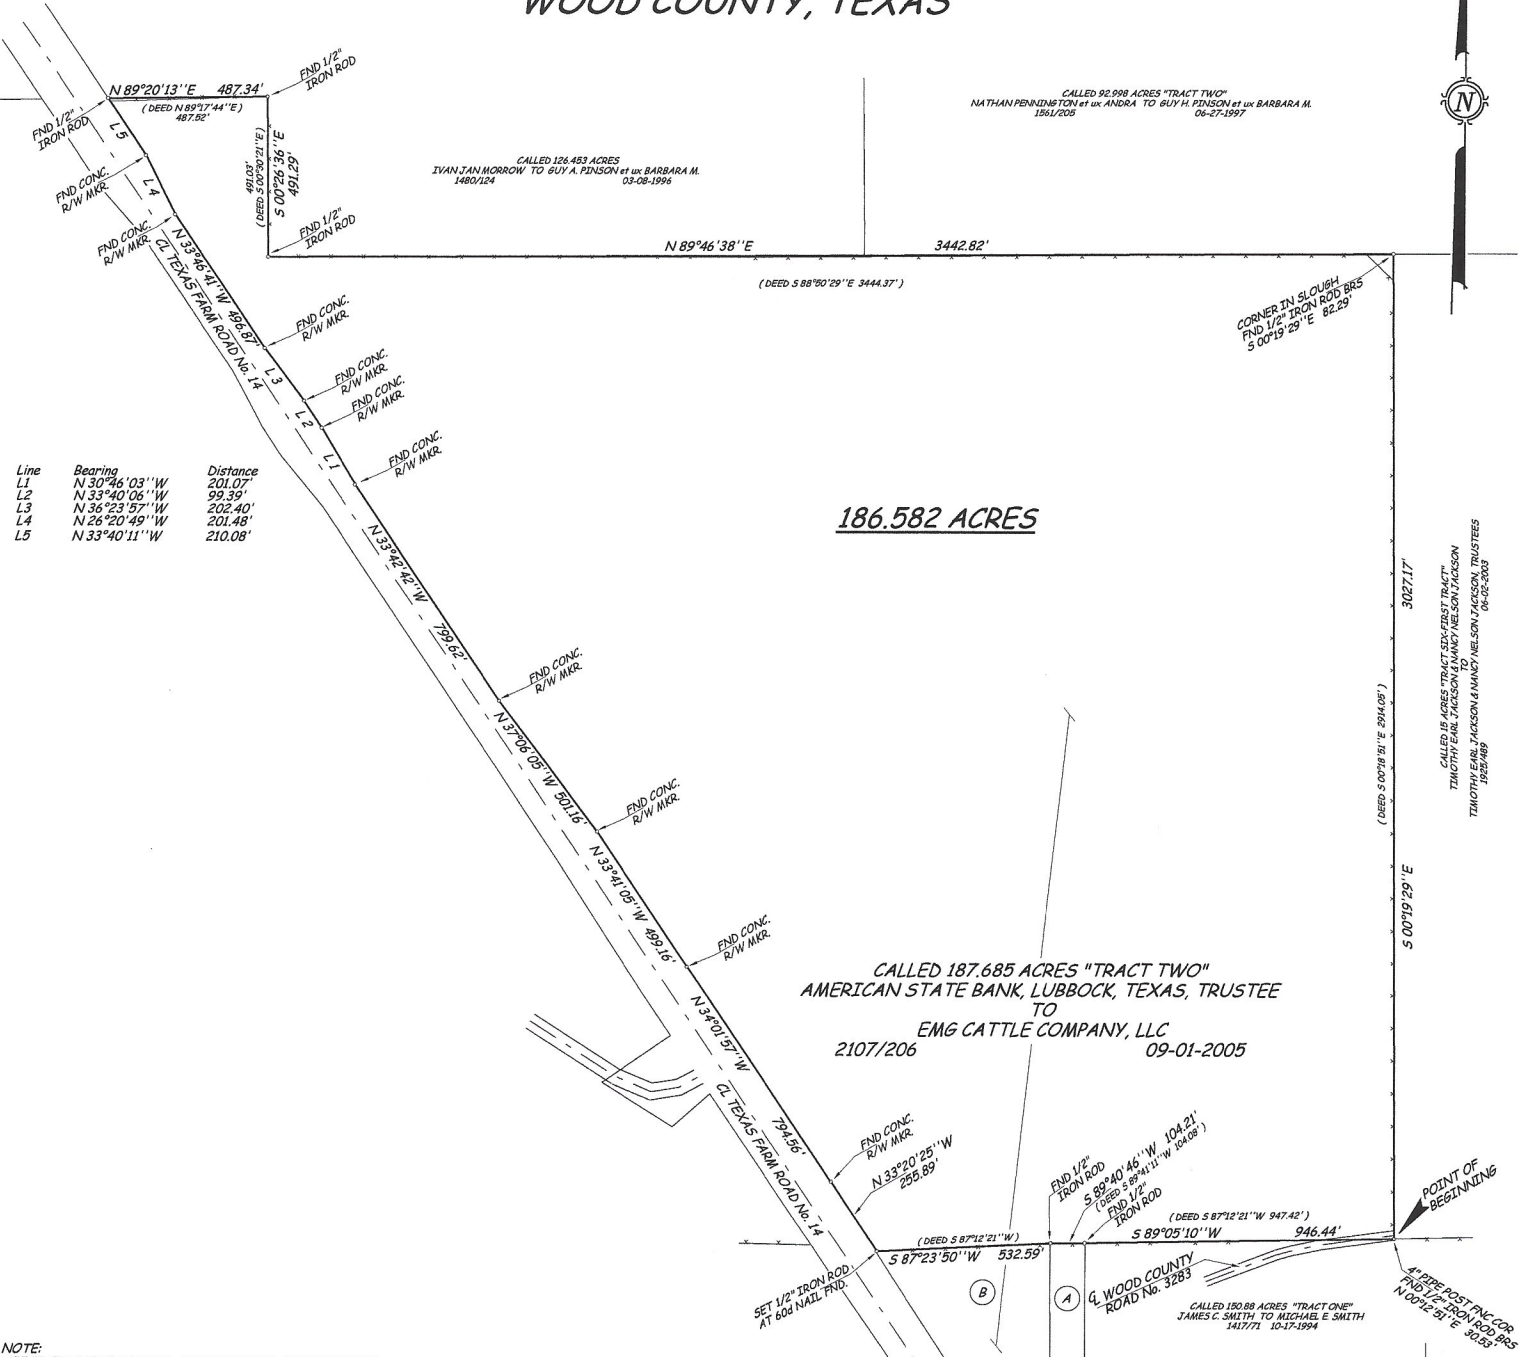 WOOD COUNTY, TEXAS
N 89°20'13''E 487.34'
( DEED N 89°17'44''E )
487.52'
FND 1/2"
IRON ROD
FND 1/2"
IRON ROD
N
CALLED 92.998 ACRES "TRACT TWO"
NATHAN PENNINGTON et ux ANDRA TO GUY H. PINSON et ux BARBARA M.
1561/205 06-27-1997
L5
491.03'
( DEED S 00°30'21''E )
S 00°26'36''E
491.29'
CALLED 126.453 ACRES
IVAN JAN MORROW TO GUY A. PINSON et ux BARBARA M.
1480/124 03-08-1996
FND CONC.
R/W MKR.
L4
FND CONC.
R/W MKR.
FND 1/2"
IRON ROD
N 89°46'38''E 3442.82'
( DEED S 88°50'29''E 3444.37' )
N 33°46'41''W 496.87'
CL TEXAS FARM ROAD No. 14
CORNER IN SLOUGH
FND 1/2" IRON ROD BRS
S 00°19'29''E 82.29'
FND CONC.
R/W MKR.
L3
FND CONC.
R/W MKR.
FND CONC.
R/W MKR.
L2
FND CONC.
R/W MKR.
L1
Line Bearing Distance
L1 N 30°46'03''W 201.07'
L2 N 33°40'06''W 99.39'
L3 N 36°23'57''W 202.40'
L4 N 26°20'49''W 201.48'
L5 N 33°40'11''W 210.08'
186.582 ACRES
N 33°42'42''W 799.62'
3027.17'
S 00°19'29''E
( DEED S 00°18'51''E 2914.05' )
CALLED 15 ACRES "TRACT SIX-FIRST TRACT"
TIMOTHY EARL JACKSON & NANCY NELSON JACKSON
TO
TIMOTHY EARL JACKSON & NANCY NELSON JACKSON, TRUSTEES
1925/489 06-02-2003
FND CONC.
R/W MKR.
N 37°06'05''W 501.16'
FND CONC.
R/W MKR.
N 33°41'05''W 499.16'
FND CONC.
R/W MKR.
CALLED 187.685 ACRES "TRACT TWO"
AMERICAN STATE BANK, LUBBOCK, TEXAS, TRUSTEE
TO
EMG CATTLE COMPANY, LLC
2107/206 09-01-2005
N 34°01'57''W 794.56'
CL TEXAS FARM ROAD No. 14
FND CONC.
R/W MKR.
N 33°20'25''W
255.89'
FND 1/2"
IRON ROD
S 89°40'46''W 104.21'
( DEED S 89°41'11''W 104.08' )
FND 1/2"
IRON ROD
POINT OF
BEGINNING
( DEED S 87°12'21''W 947.42' )
S 89°05'10''W 946.44'
( DEED S 87°12'21''W )
S 87°23'50''W 532.59'
SET 1/2" IRON ROD
AT 60d NAIL FND.
B
A
CL WOOD COUNTY
ROAD No. 3283
CALLED 150.88 ACRES "TRACT ONE"
JAMES C. SMITH TO MICHAEL E. SMITH
1417/71 10-17-1994
4" PIPE POST FNC COR
FND 1/2" IRON ROD BRS
N 00°12'51''E 30.53'
NOTE: